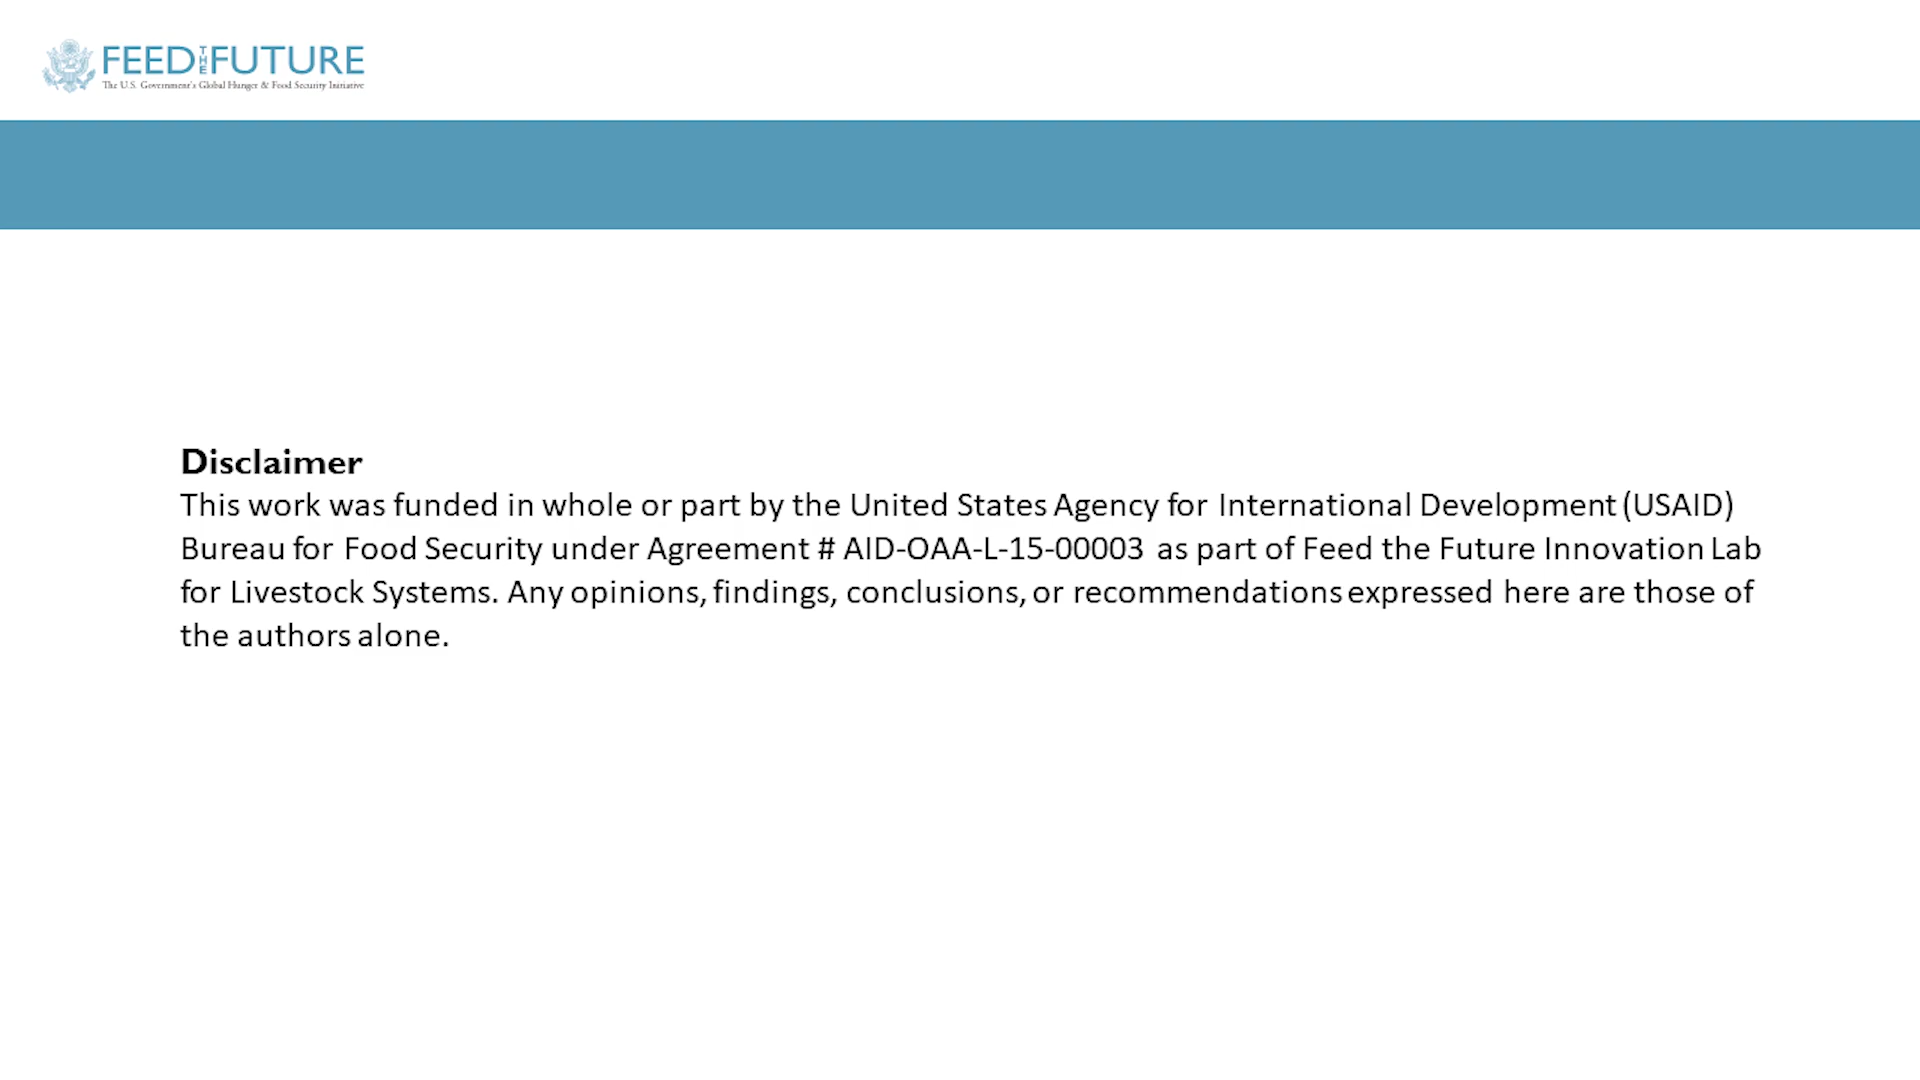 FEED THE FUTURE
The U.S. Government's Global Hunger & Food Security Initiative
Disclaimer
This work was funded in whole or part by the United States Agency for International Development (USAID)
Bureau for Food Security under Agreement # AID-OAA-L-15-00003 as part of Feed the Future Innovation Lab
for Livestock Systems. Any opinions, findings, conclusions, or recommendations expressed here are those of
the authors alone.